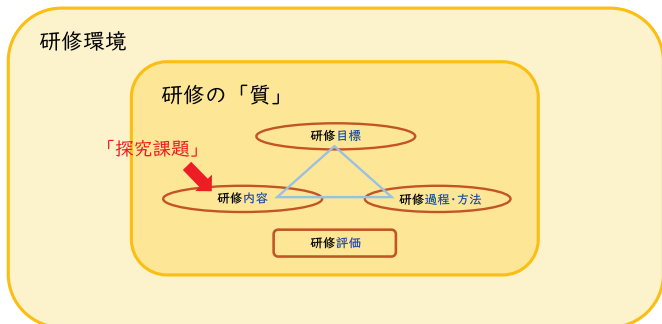 研修環境
研修の「質」
研修目標
「探究課題」
研修内容
研修過程・方法
研修評価